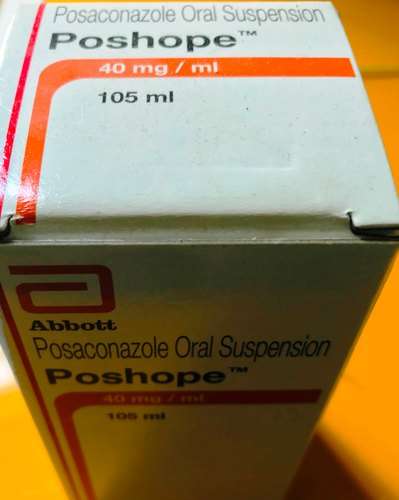 Posaconazole Oral Suspension
Poshope™
40 mg / ml
105 ml
Abbott
Posaconazole Oral Suspension
Poshope™
40 mg / ml
105 ml